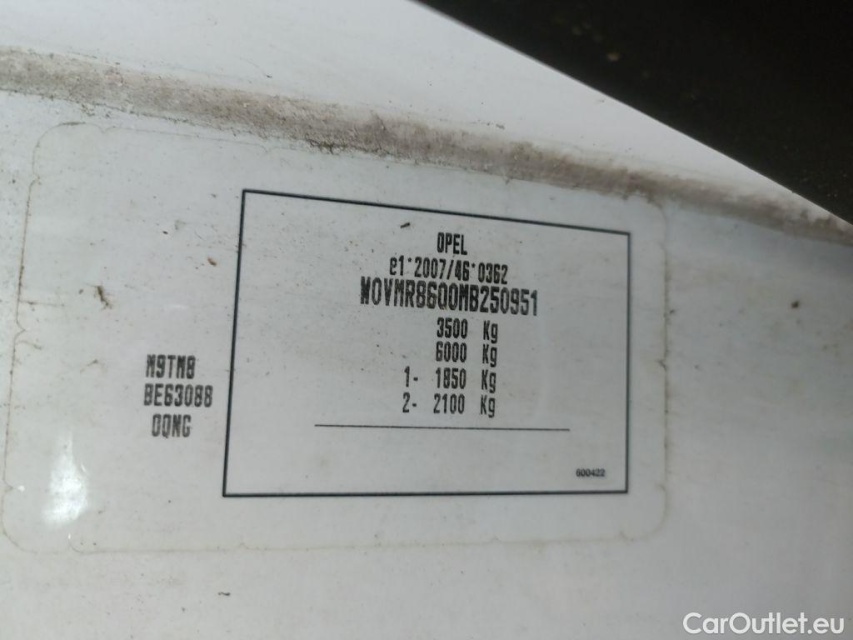 OPEL
e1*2007/46*0362
W0VMR8600MB250951
3500 Kg
6000 Kg
1- 1850 Kg
2- 2100 Kg
M9TM8
BE63088
0QNG
600422
CarOutlet.eu